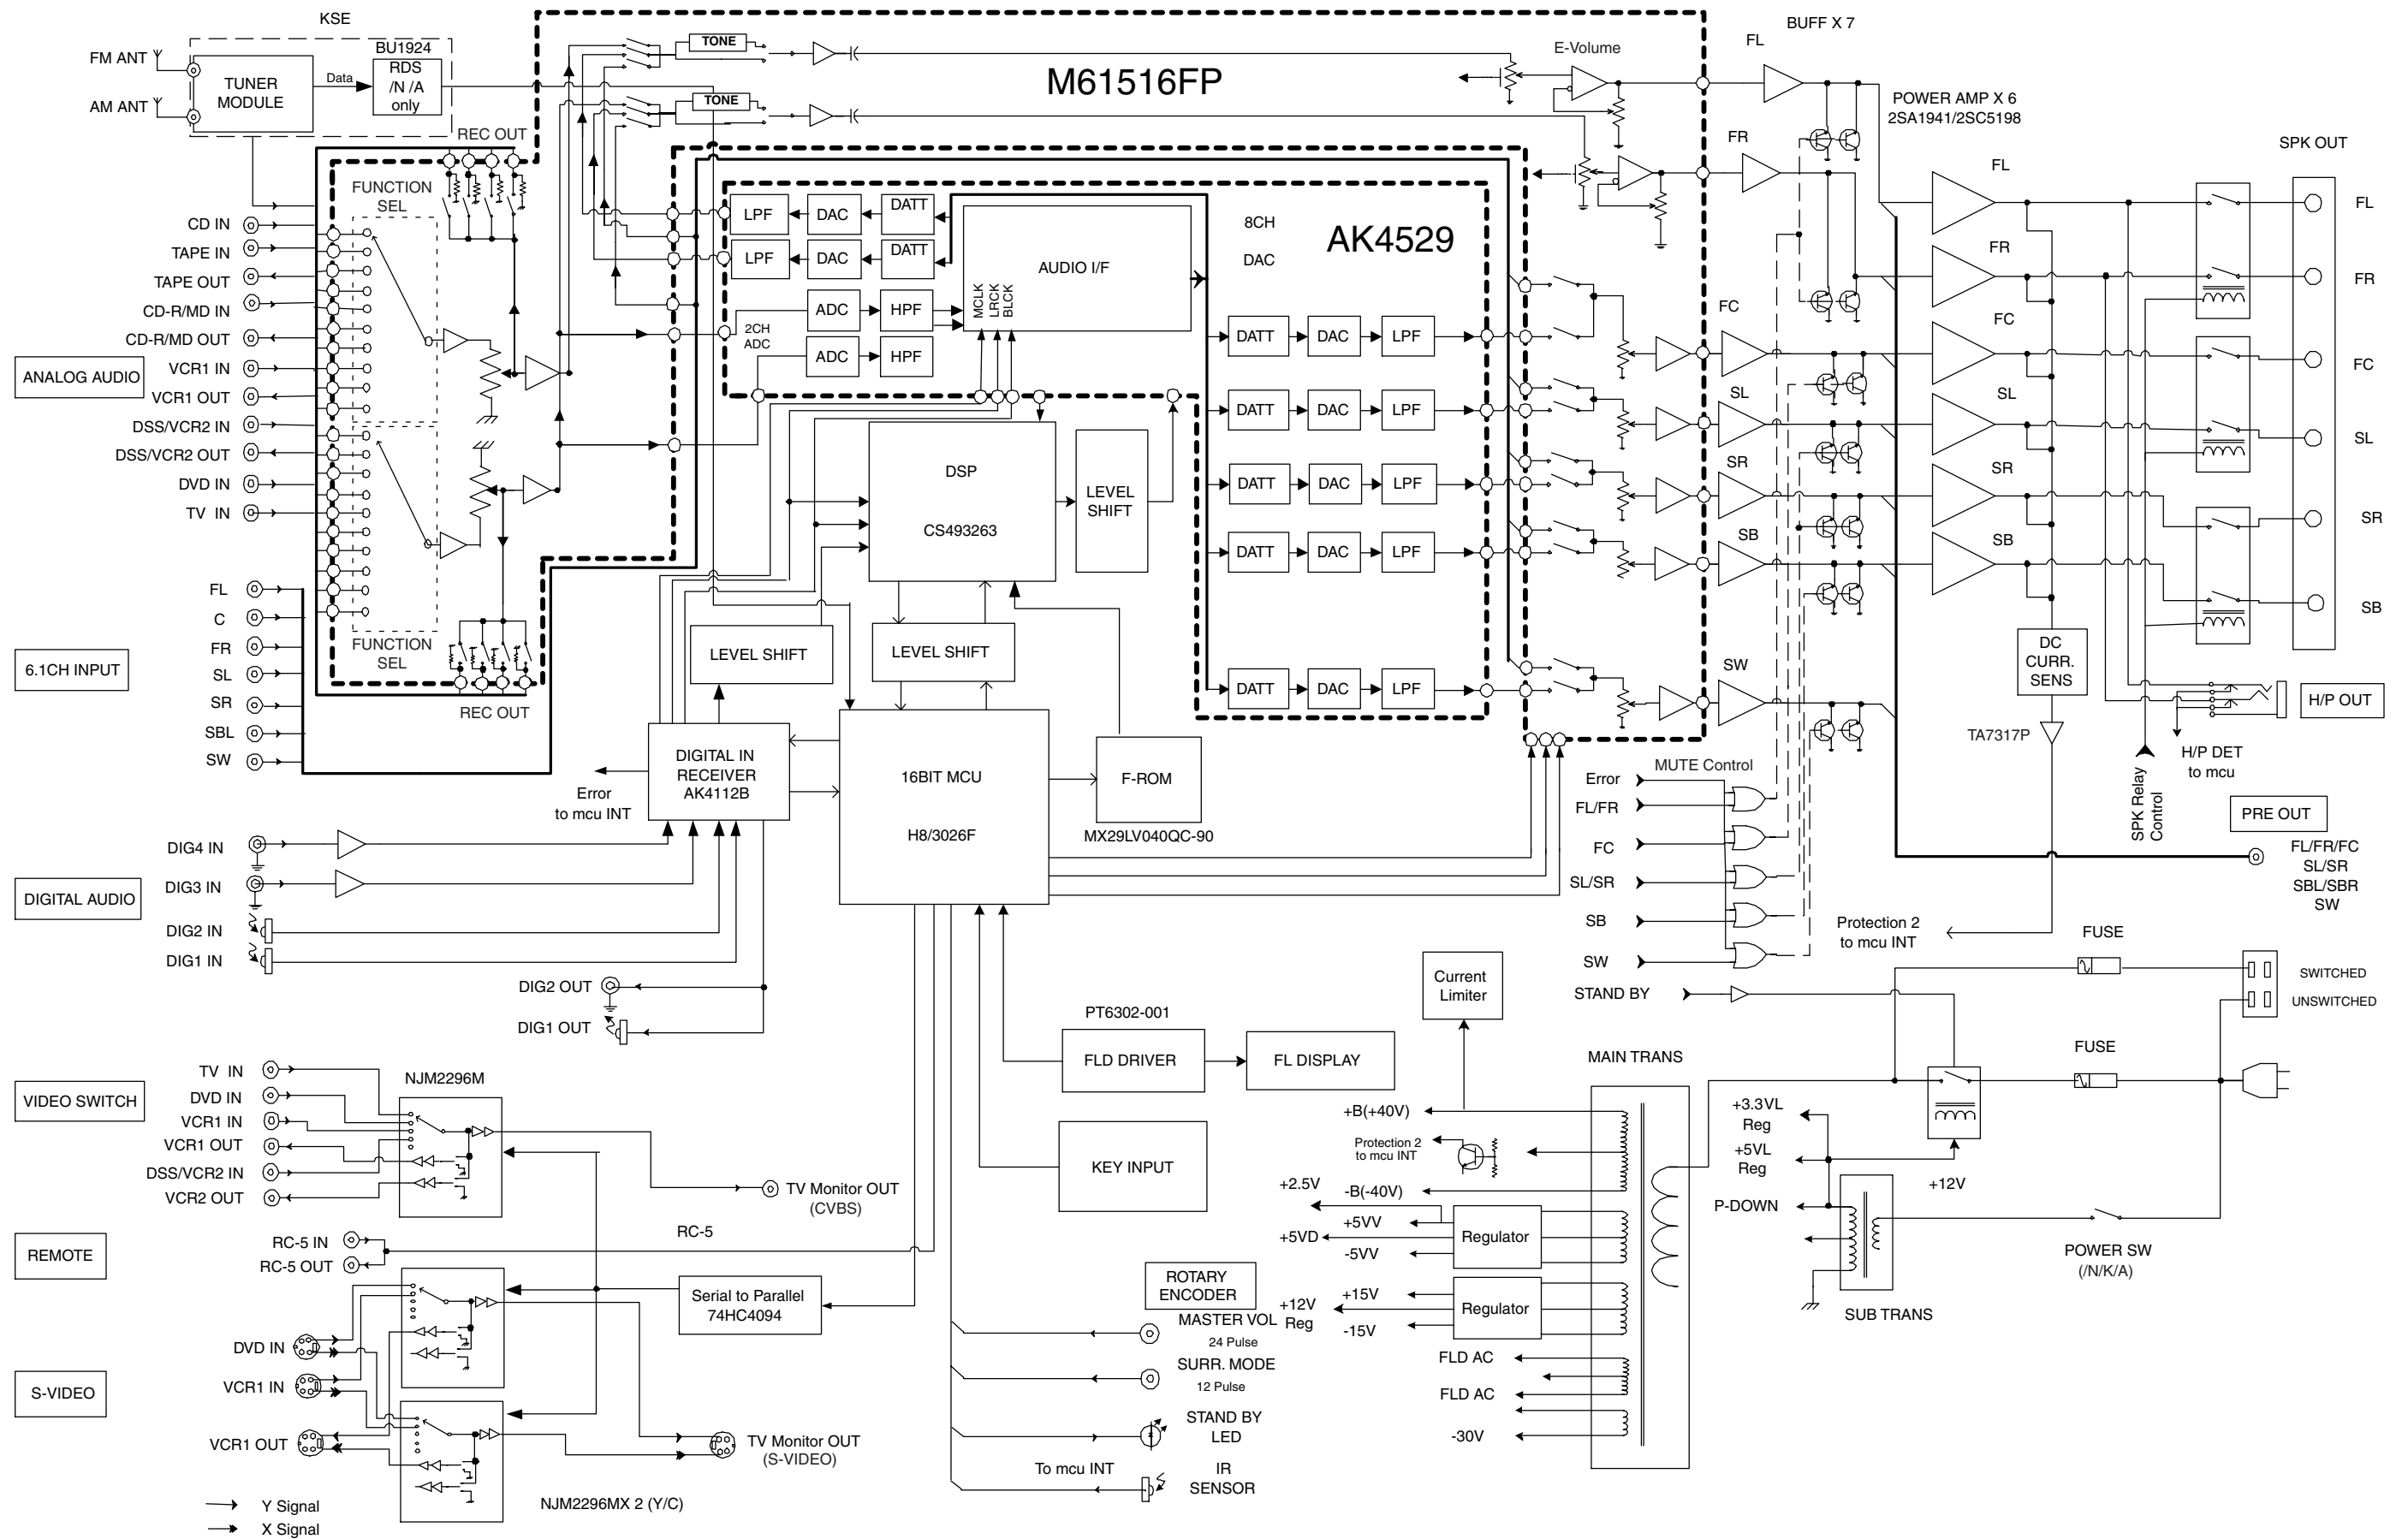 KSE
FM ANT
AM ANT
TUNER
MODULE
Data
BU1924
RDS
/N /A
only
REC OUT
TONE
TONE
M61516FP
E-Volume
BUFF X 7
FL
FR
POWER AMP X 6
2SA1941/2SC5198
SPK OUT
FUNCTION
SEL
CD IN
TAPE IN
TAPE OUT
CD-R/MD IN
CD-R/MD OUT
VCR1 IN
VCR1 OUT
DSS/VCR2 IN
DSS/VCR2 OUT
DVD IN
TV IN
ANALOG AUDIO
FUNCTION
SEL
REC OUT
6.1CH INPUT
FL
C
FR
SL
SR
SBL
SW
LPF
DAC
DATT
LPF
DAC
DATT
ADC
HPF
ADC
HPF
2CH
ADC
AUDIO I/F
MCLK
LRCK
BLCK
8CH
DAC
AK4529
DATT
DAC
LPF
DATT
DAC
LPF
DATT
DAC
LPF
DATT
DAC
LPF
DATT
DAC
LPF
DSP
CS493263
LEVEL
SHIFT
LEVEL SHIFT
LEVEL SHIFT
DIGITAL IN
RECEIVER
AK4112B
Error
to mcu INT
16BIT MCU
H8/3026F
F-ROM
MX29LV040QC-90
FC
SL
SR
SB
SW
FL
FR
FC
SL
SR
SB
FL
FR
FC
SL
SR
SB
DC
CURR.
SENS
TA7317P
SPK Relay
Control
H/P DET
to mcu
H/P OUT
PRE OUT
FL/FR/FC
SL/SR
SBL/SBR
SW
MUTE Control
Error
FL/FR
FC
SL/SR
SB
SW
STAND BY
Protection 2
to mcu INT
FUSE
SWITCHED
UNSWITCHED
FUSE
DIGITAL AUDIO
DIG4 IN
DIG3 IN
DIG2 IN
DIG1 IN
DIG2 OUT
DIG1 OUT
PT6302-001
FLD DRIVER
FL DISPLAY
KEY INPUT
Current
Limiter
MAIN TRANS
+B(+40V)
Protection 2
to mcu INT
-B(-40V)
+2.5V
+5VV
+5VD
-5VV
Regulator
+15V
+12V
Reg
-15V
Regulator
FLD AC
FLD AC
-30V
+3.3VL
Reg
+5VL
Reg
P-DOWN
+12V
SUB TRANS
POWER SW
(/N/K/A)
VIDEO SWITCH
TV IN
DVD IN
VCR1 IN
VCR1 OUT
DSS/VCR2 IN
VCR2 OUT
NJM2296M
TV Monitor OUT
(CVBS)
REMOTE
RC-5 IN
RC-5 OUT
RC-5
Serial to Parallel
74HC4094
S-VIDEO
DVD IN
VCR1 IN
VCR1 OUT
TV Monitor OUT
(S-VIDEO)
NJM2296MX 2 (Y/C)
ROTARY
ENCODER
MASTER VOL
24 Pulse
SURR. MODE
12 Pulse
STAND BY
LED
To mcu INT
IR
SENSOR
Y Signal
X Signal